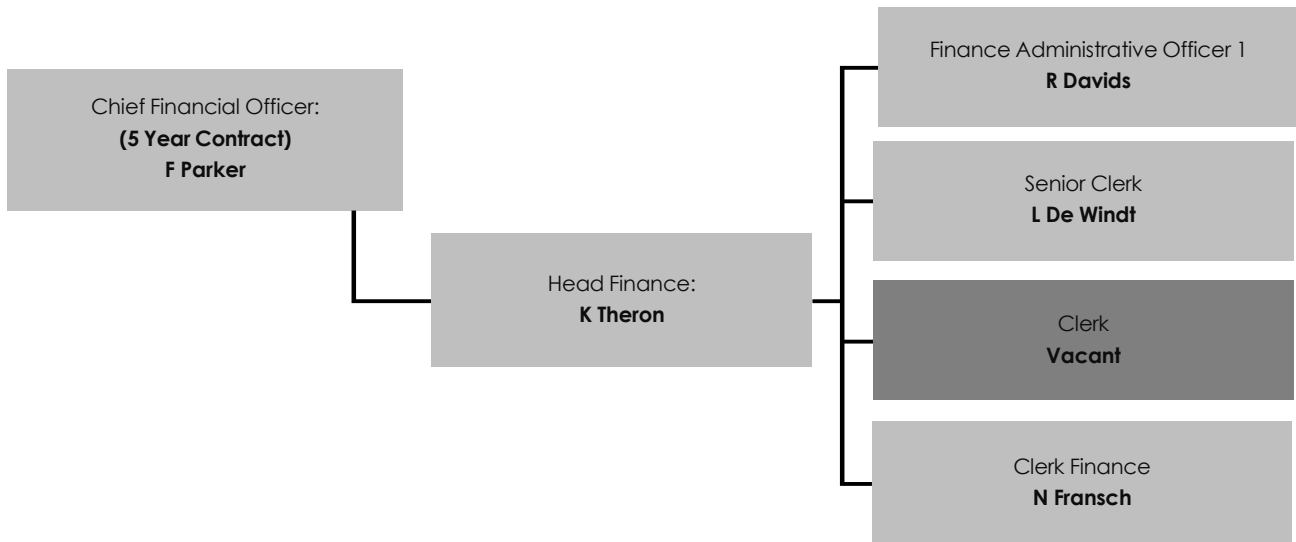 Chief Financial Officer:
(5 Year Contract)
F Parker
Head Finance:
K Theron
Finance Administrative Officer 1
R Davids
Senior Clerk
L De Windt
Clerk
Vacant
Clerk Finance
N Fransch